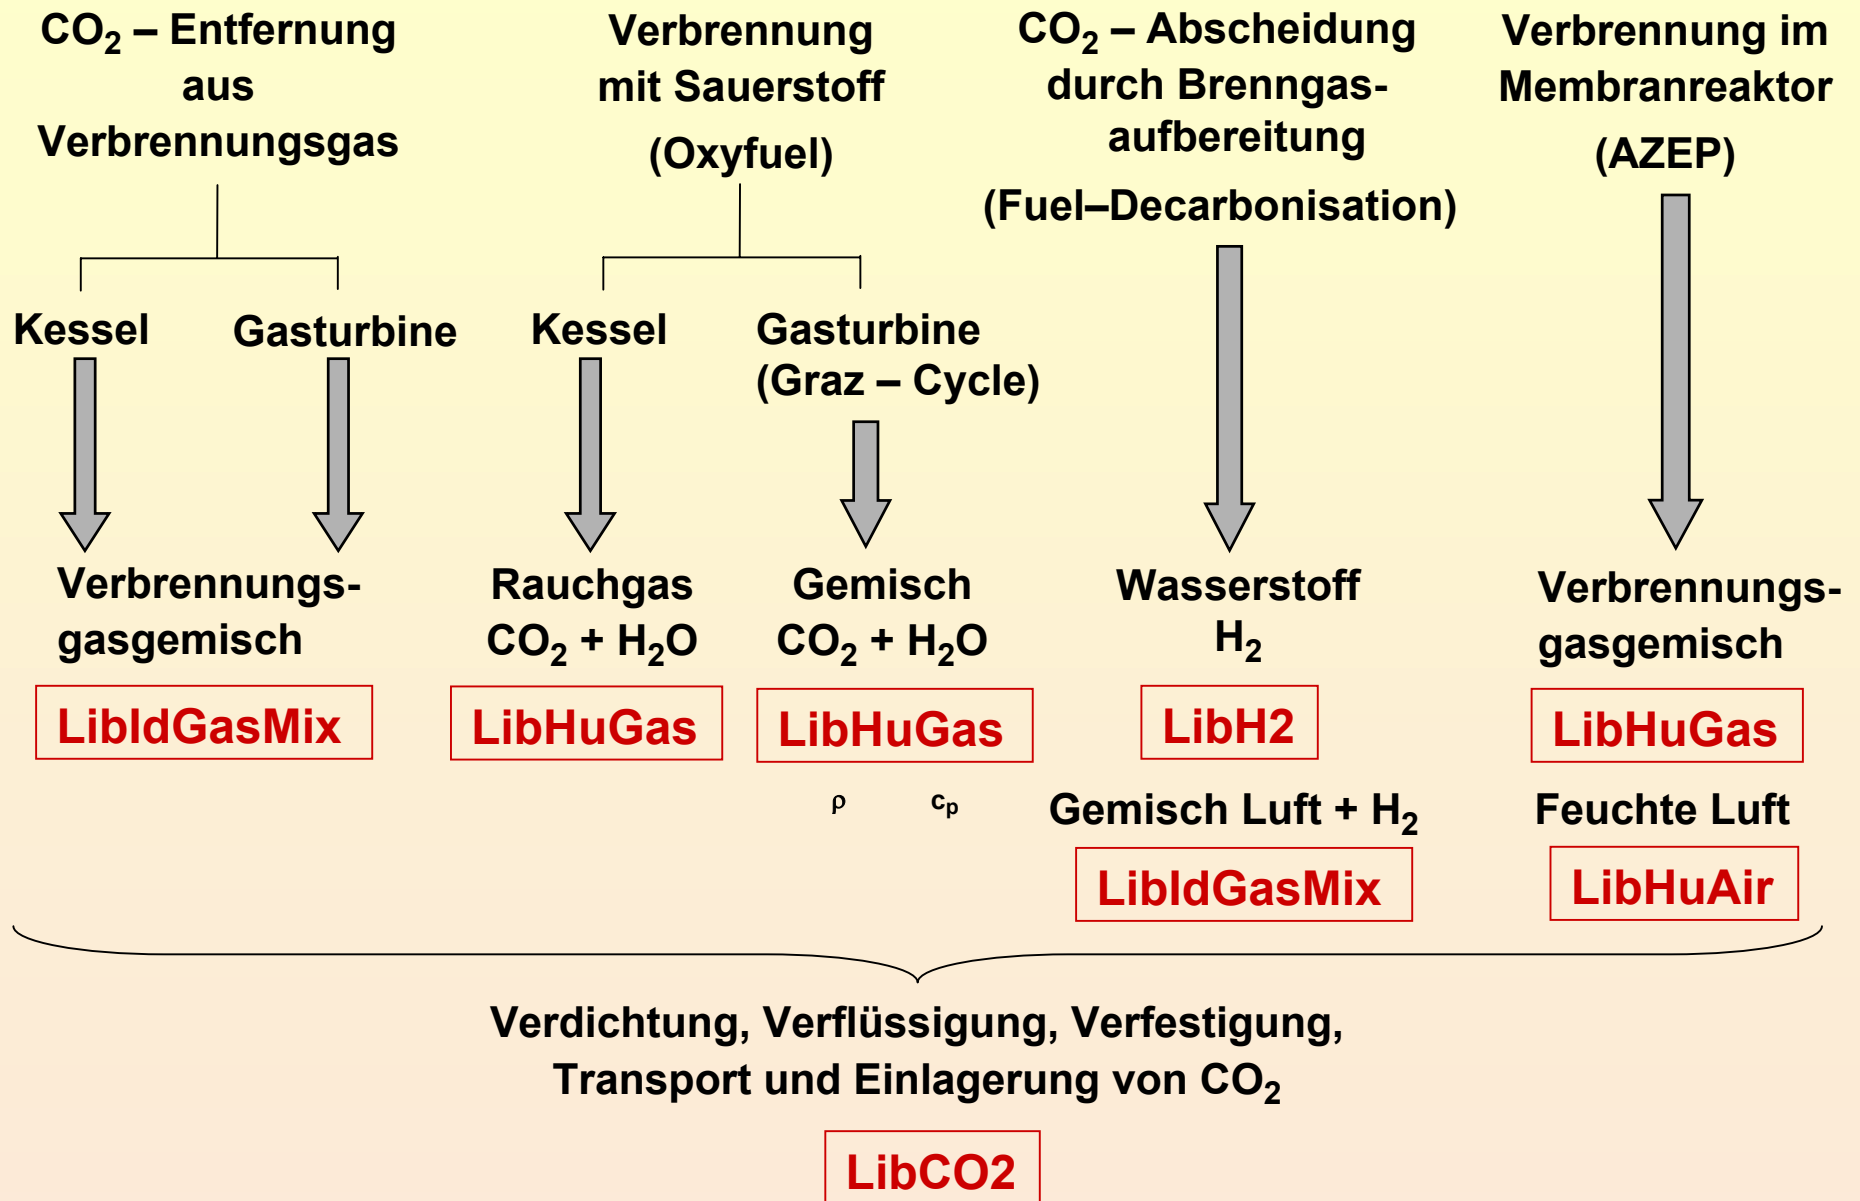 CO₂ – Entfernung
aus
Verbrennungsgas
Verbrennung
mit Sauerstoff
(Oxyfuel)
CO₂ – Abscheidung
durch Brenngas-
aufbereitung
(Fuel–Decarbonisation)
Verbrennung im
Membranreaktor
(AZEP)
Kessel
Gasturbine
Kessel
Gasturbine
(Graz – Cycle)
Verbrennungs-
gasgemisch
LibIdGasMix
Rauchgas
CO₂ + H₂O
LibHuGas
Gemisch
CO₂ + H₂O
LibHuGas
ρ cₚ
Wasserstoff
H₂
LibH2
Gemisch Luft + H₂
LibIdGasMix
Verbrennungs-
gasgemisch
LibHuGas
Feuchte Luft
LibHuAir
Verdichtung, Verflüssigung, Verfestigung,
Transport und Einlagerung von CO₂
LibCO2